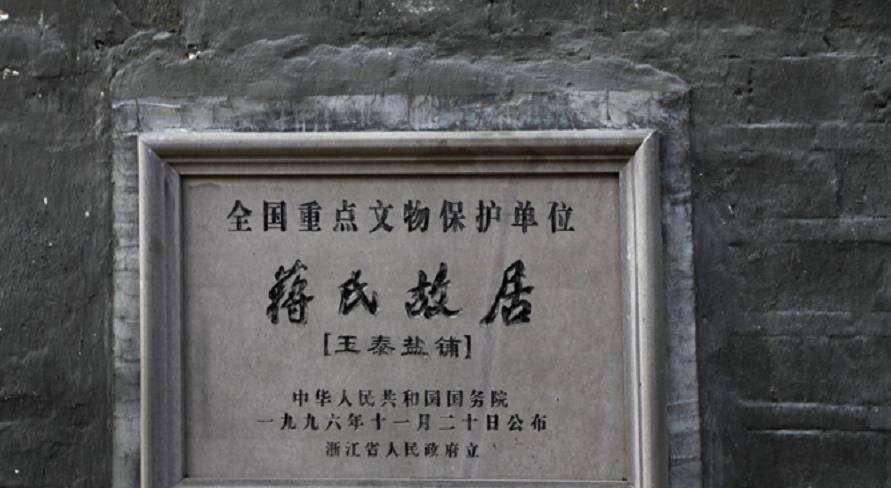 全国重点文物保护单位
蒋氏故居
[玉泰盐铺]
中华人民共和国国务院
一九九六年十一月二十日公布
浙江省人民政府立